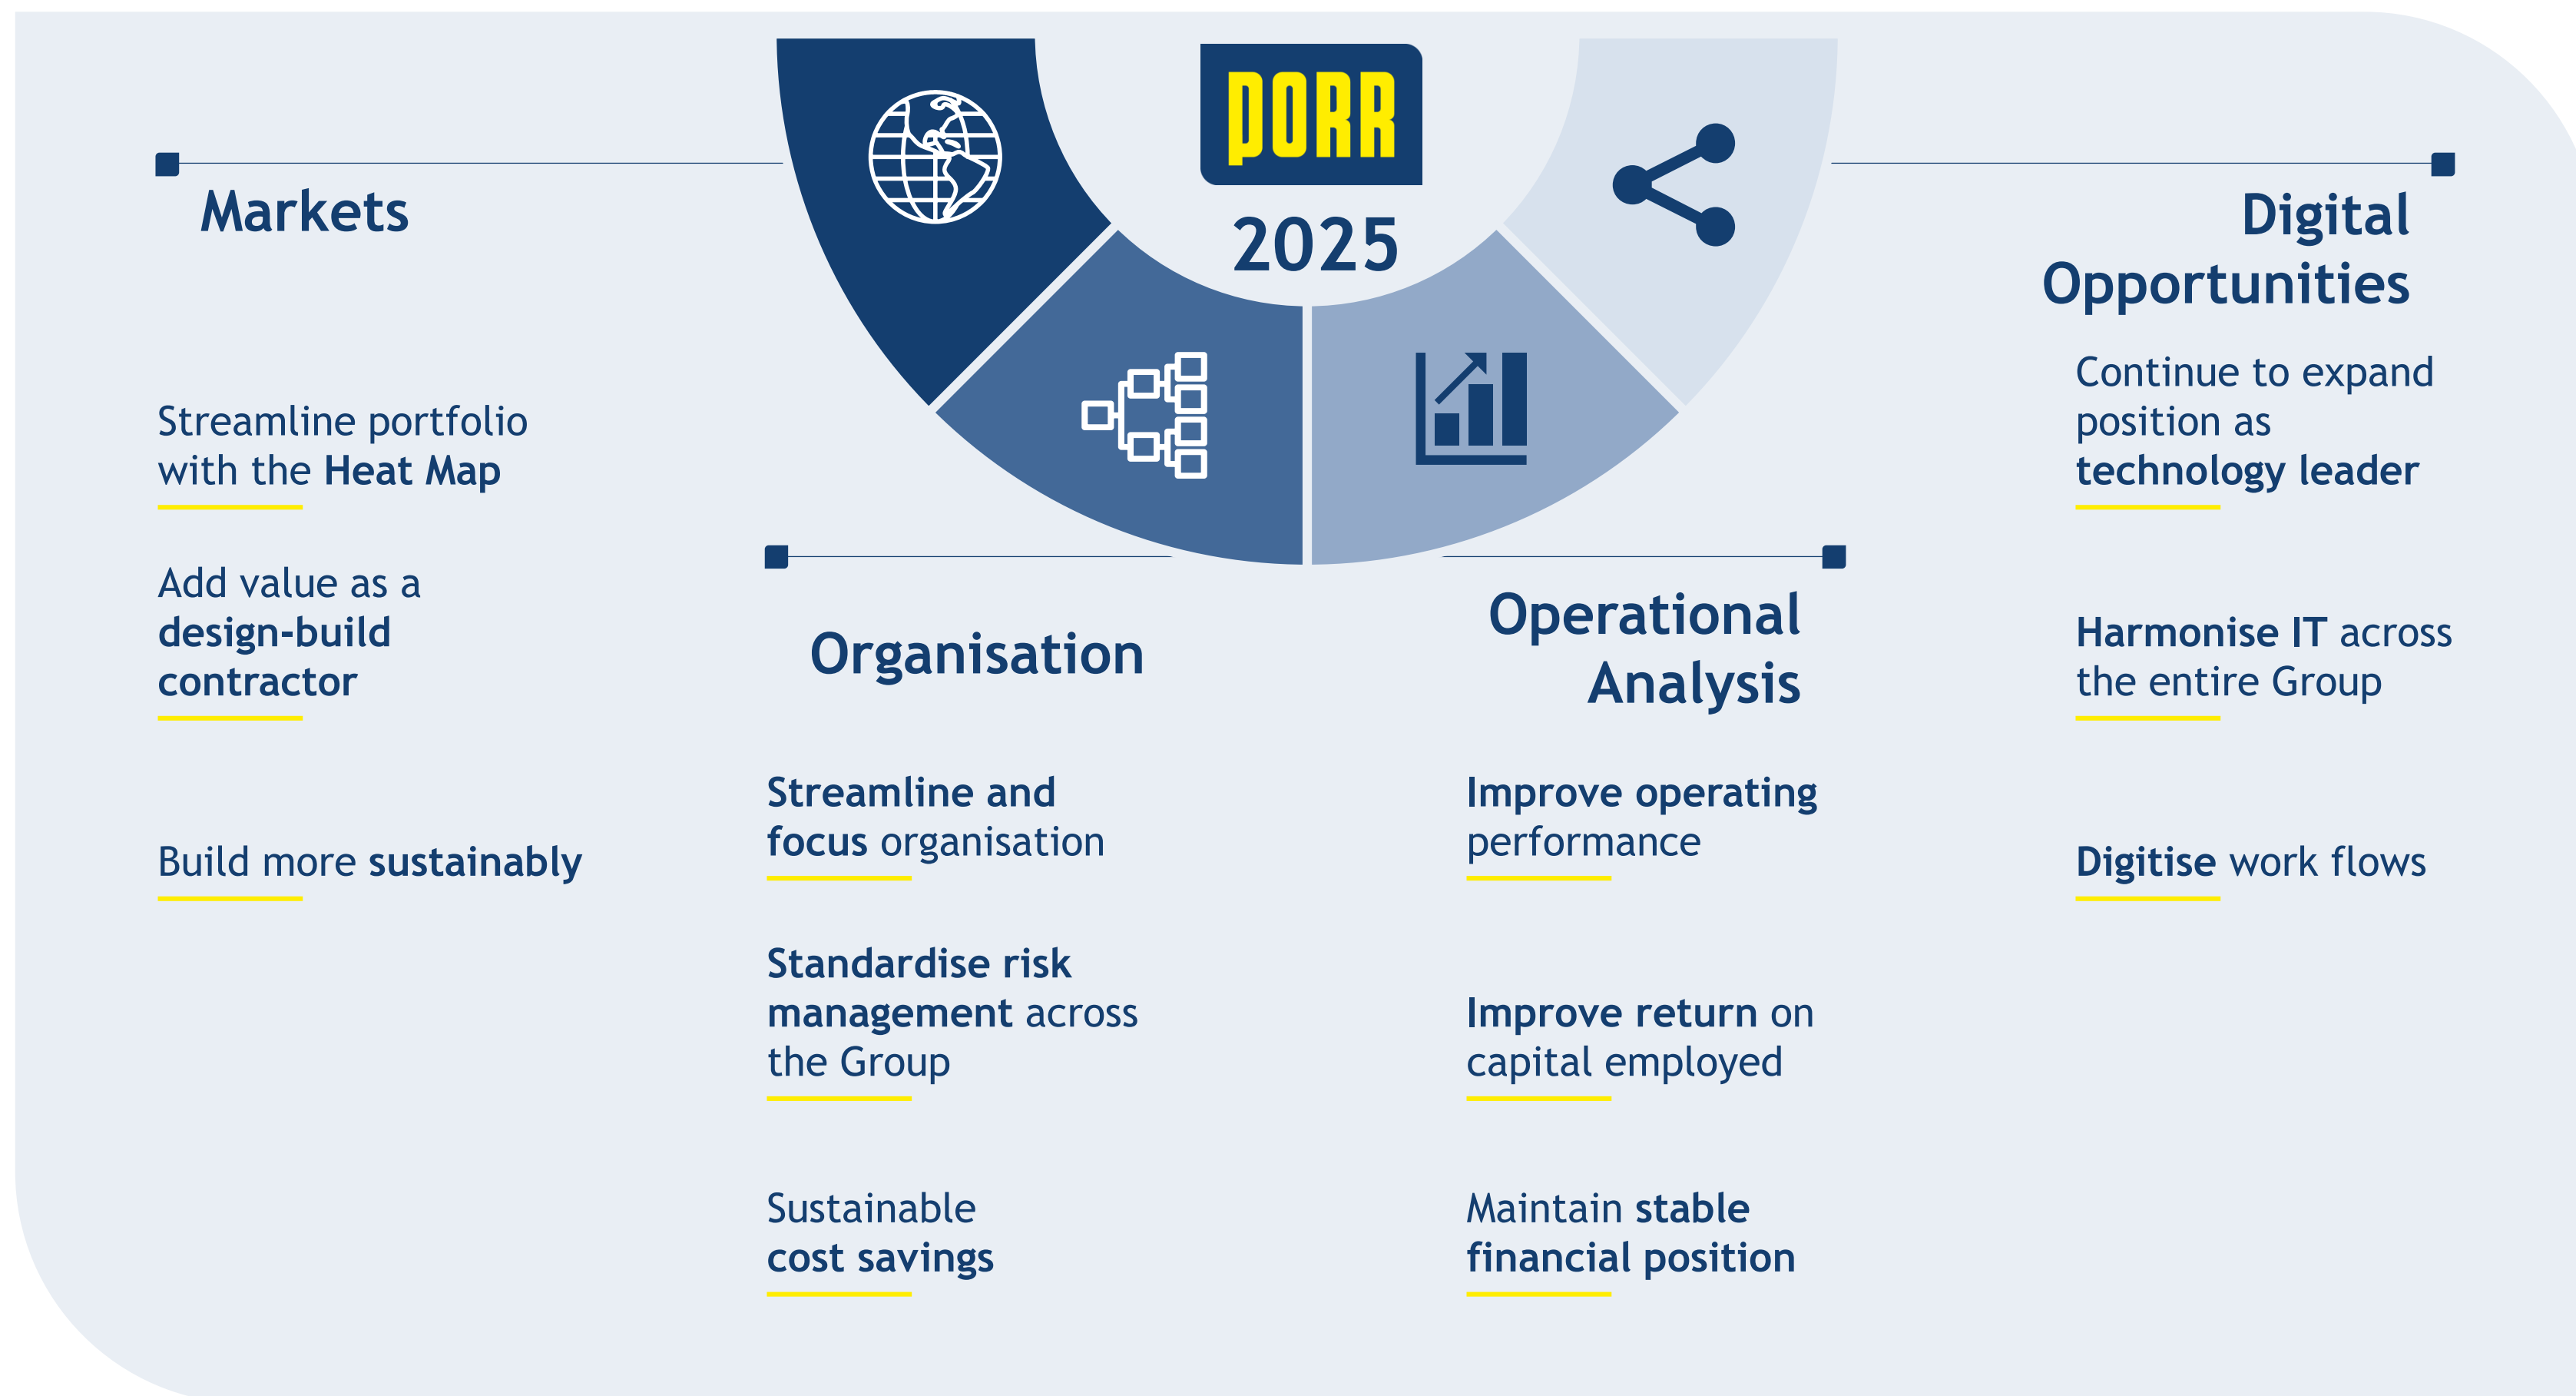 PORR
2025
Markets
Streamline portfolio
with the Heat Map
Add value as a
design-build
contractor
Build more sustainably
Organisation
Streamline and
focus organisation
Standardise risk
management across
the Group
Sustainable
cost savings
Operational
Analysis
Improve operating
performance
Improve return on
capital employed
Maintain stable
financial position
Digital
Opportunities
Continue to expand
position as
technology leader
Harmonise IT across
the entire Group
Digitise work flows